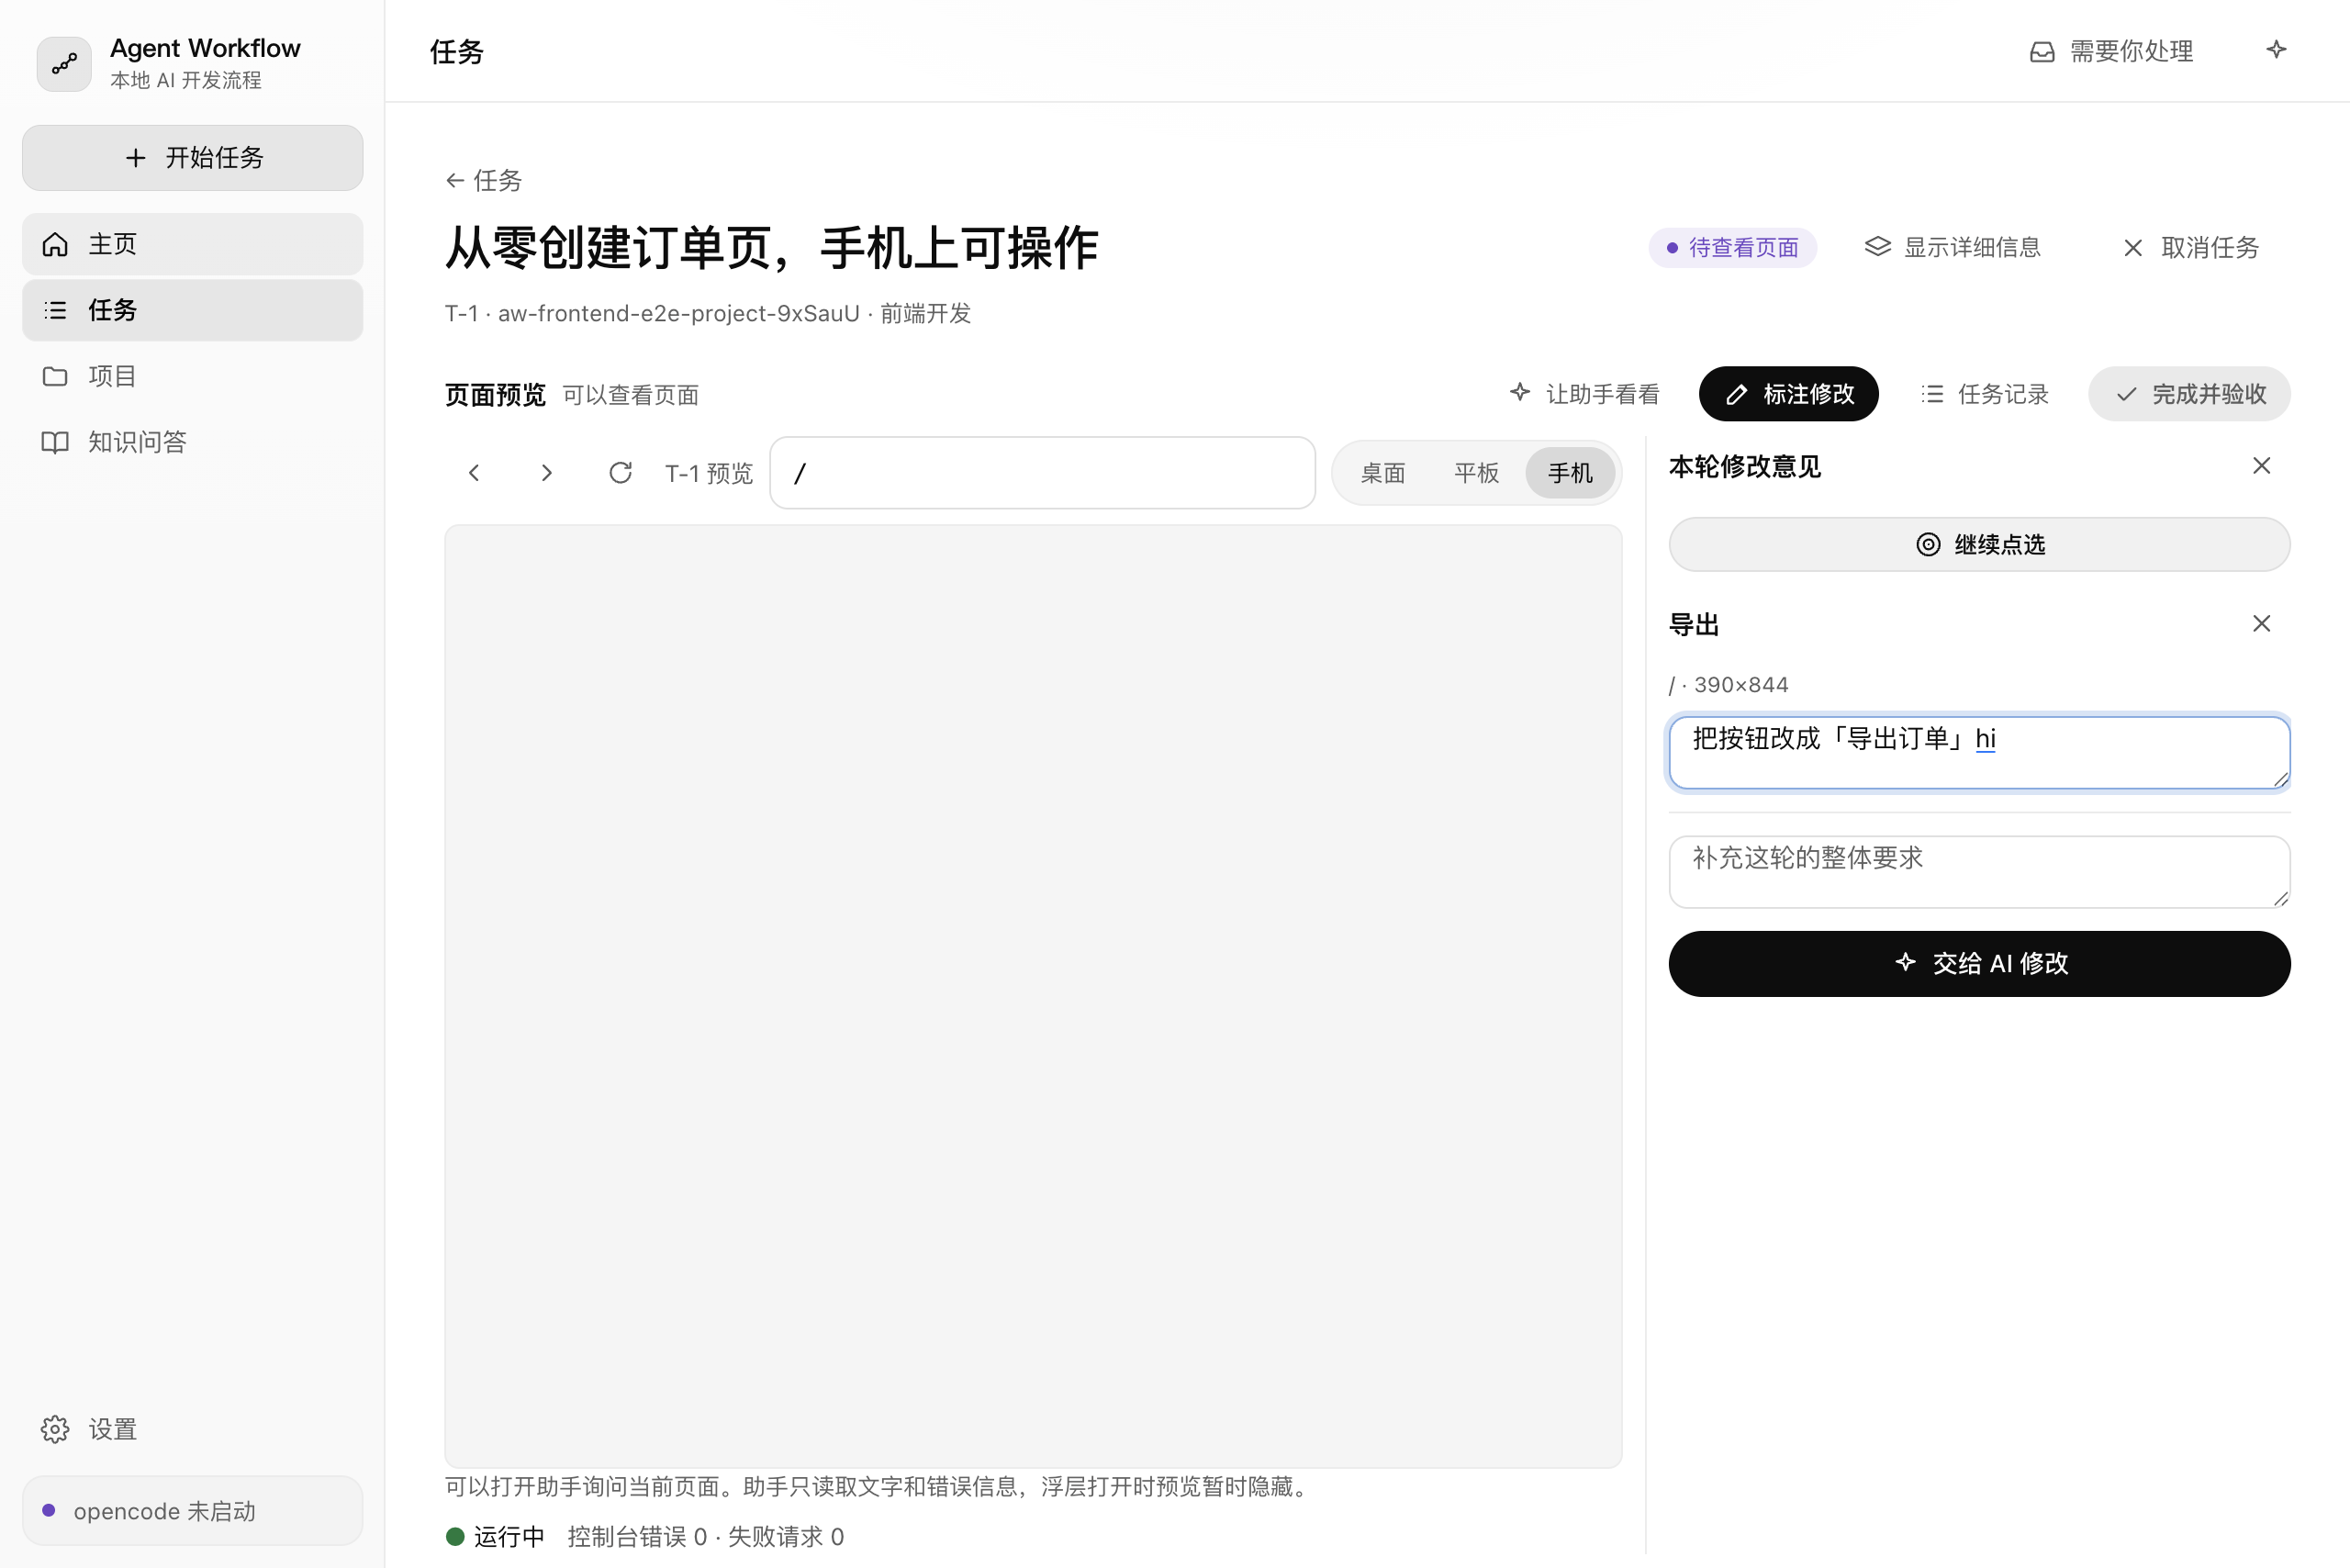 Agent Workflow
本地 AI 开发流程
开始任务
主页
任务
项目
知识问答
设置
opencode 未启动
任务
需要你处理
任务
从零创建订单页，手机上可操作
待查看页面
显示详细信息
取消任务
T-1 · aw-frontend-e2e-project-9xSauU · 前端开发
页面预览 可以查看页面
让助手看看
标注修改
任务记录
完成并验收
T-1 预览
/
桌面
平板
手机
可以打开助手询问当前页面。助手只读取文字和错误信息，浮层打开时预览暂时隐藏。
运行中 控制台错误 0 · 失败请求 0
本轮修改意见
继续点选
导出
/ · 390×844
把按钮改成「导出订单」hi
补充这轮的整体要求
交给 AI 修改